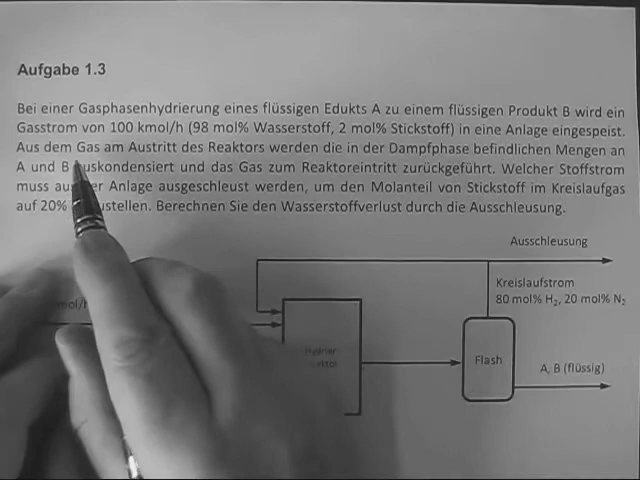 Aufgabe 1.3
Bei einer Gasphasenhydrierung eines flüssigen Edukts A zu einem flüssigen Produkt B wird ein
Gasstrom von 100 kmol/h (98 mol% Wasserstoff, 2 mol% Stickstoff) in eine Anlage eingespeist.
Aus dem Gas am Austritt des Reaktors werden die in der Dampfphase befindlichen Mengen an
A und B auskondensiert und das Gas zum Reaktoreintritt zurückgeführt. Welcher Stoffstrom
muss aus der Anlage ausgeschleust werden, um den Molanteil von Stickstoff im Kreislaufgas
auf 20% einzustellen. Berechnen Sie den Wasserstoffverlust durch die Ausschleusung.
Ausschleusung
Kreislaufstrom
80 mol% H₂, 20 mol% N₂
Flash
A, B (flüssig)